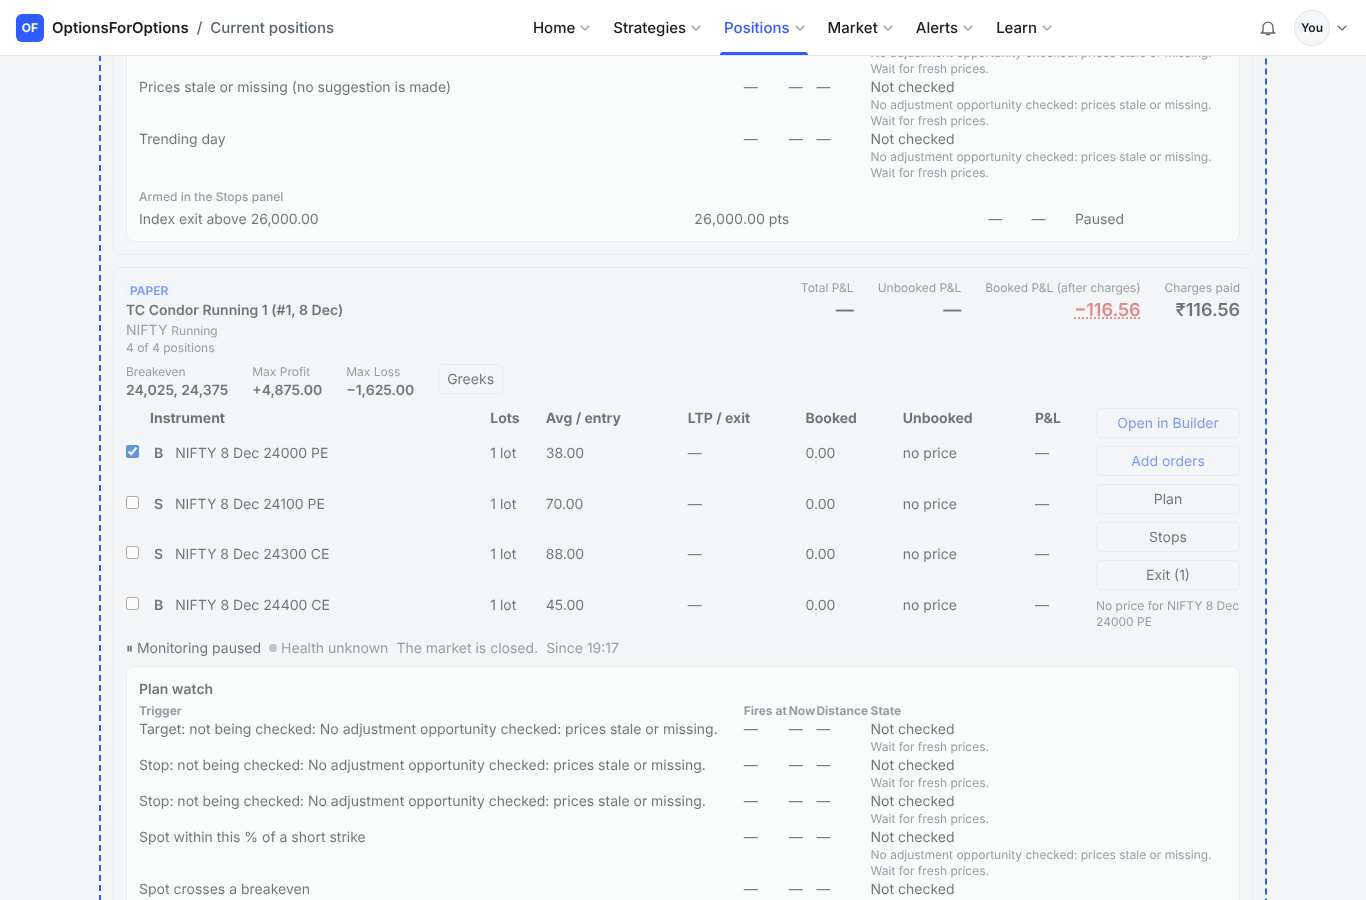 OF OptionsForOptions / Current positions Home Strategies Positions Market Alerts Learn You
Wait for fresh prices.
Prices stale or missing (no suggestion is made) — — — Not checked
No adjustment opportunity checked: prices stale or missing.
Wait for fresh prices.
Trending day — — — Not checked
No adjustment opportunity checked: prices stale or missing.
Wait for fresh prices.
Armed in the Stops panel
Index exit above 26,000.00 26,000.00 pts — — Paused
PAPER
TC Condor Running 1 (#1, 8 Dec)
NIFTY Running
4 of 4 positions
Total P&L Unbooked P&L Booked P&L (after charges) Charges paid
— — −116.56 ₹116.56
Breakeven Max Profit Max Loss
24,025, 24,375 +4,875.00 −1,625.00 Greeks
Instrument Lots Avg / entry LTP / exit Booked Unbooked P&L
B NIFTY 8 Dec 24000 PE 1 lot 38.00 — 0.00 no price —
S NIFTY 8 Dec 24100 PE 1 lot 70.00 — 0.00 no price —
S NIFTY 8 Dec 24300 CE 1 lot 88.00 — 0.00 no price —
B NIFTY 8 Dec 24400 CE 1 lot 45.00 — 0.00 no price —
Open in Builder
Add orders
Plan
Stops
Exit (1)
No price for NIFTY 8 Dec
24000 PE
Monitoring paused Health unknown The market is closed. Since 19:17
Plan watch
Trigger Fires at Now Distance State
Target: not being checked: No adjustment opportunity checked: prices stale or missing. — — — Not checked
Wait for fresh prices.
Stop: not being checked: No adjustment opportunity checked: prices stale or missing. — — — Not checked
Wait for fresh prices.
Stop: not being checked: No adjustment opportunity checked: prices stale or missing. — — — Not checked
Wait for fresh prices.
Spot within this % of a short strike — — — Not checked
No adjustment opportunity checked: prices stale or missing.
Wait for fresh prices.
Spot crosses a breakeven — — — Not checked